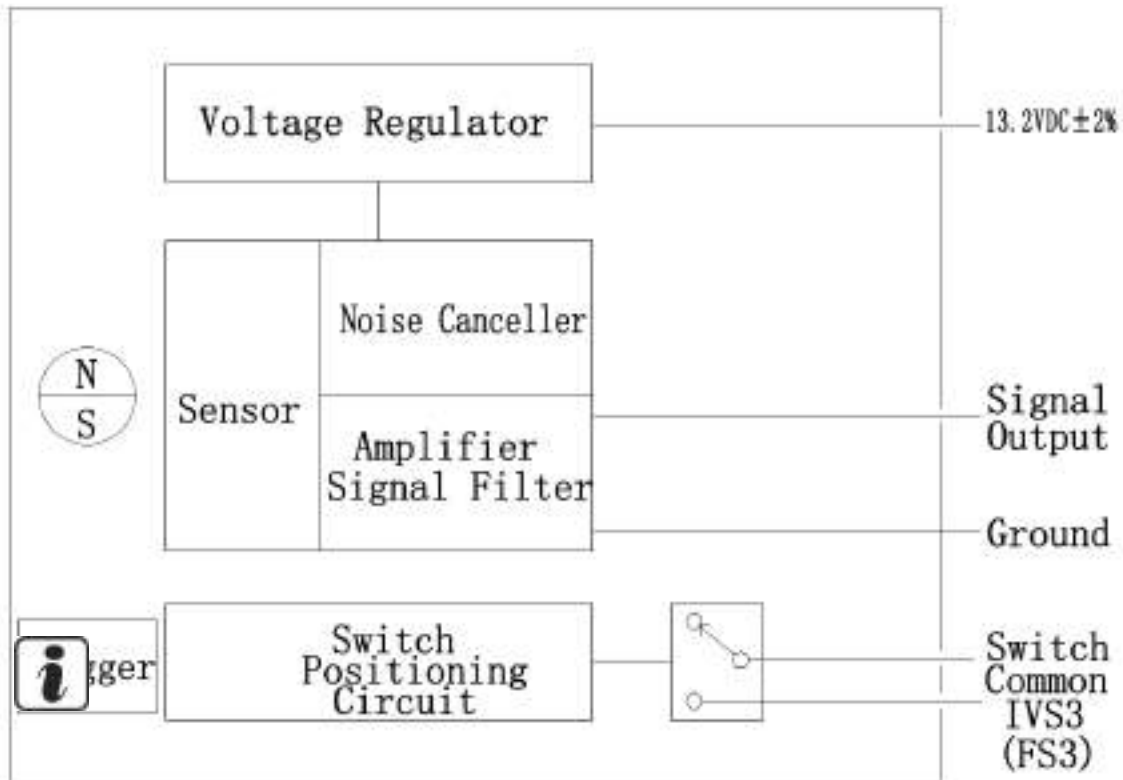 Voltage Regulator
13.2VDC±2%
Noise Canceller
N
S
Sensor
Amplifier
Signal Filter
Signal
Output
Ground
i
Switch
Positioning
Circuit
Switch
Common
IVS3
(FS3)